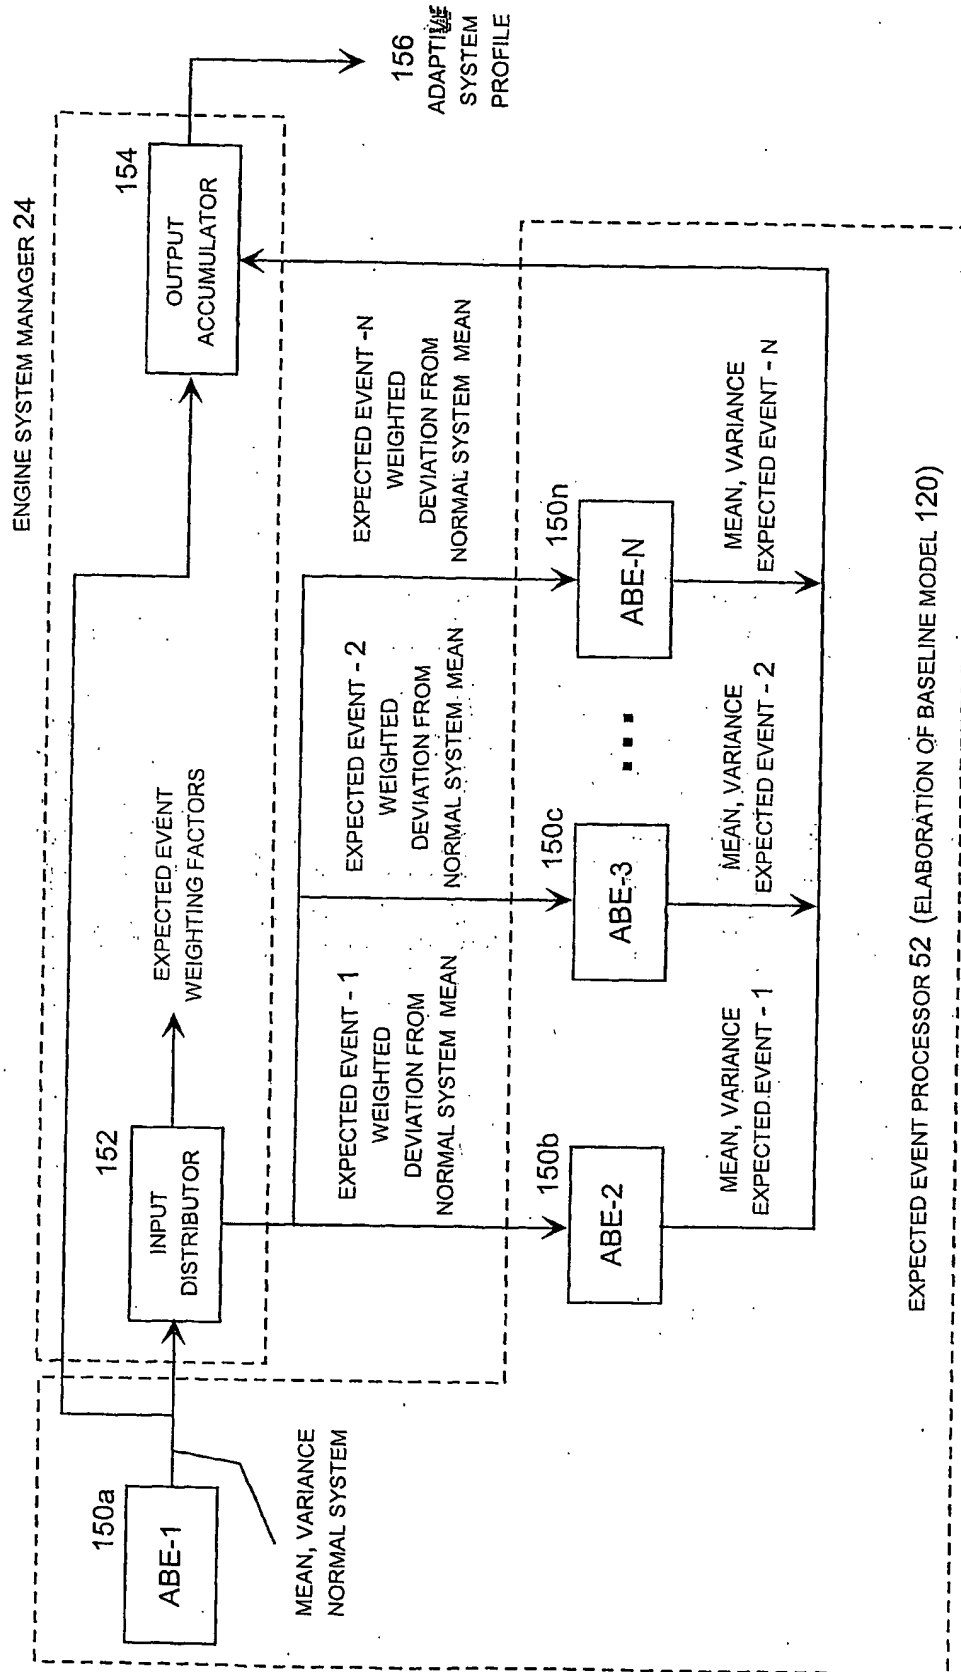 ENGINE SYSTEM MANAGER 24
150a
ABE-1
MEAN, VARIANCE
NORMAL SYSTEM
152
INPUT
DISTRIBUTOR
EXPECTED EVENT
WEIGHTING FACTORS
154
OUTPUT
ACCUMULATOR
156
ADAPTIVE
SYSTEM
PROFILE
EXPECTED EVENT - 1
WEIGHTED
DEVIATION FROM
NORMAL SYSTEM MEAN
EXPECTED EVENT - 2
WEIGHTED
DEVIATION FROM
NORMAL SYSTEM MEAN
EXPECTED EVENT -N
WEIGHTED
DEVIATION FROM
NORMAL SYSTEM MEAN
150b
ABE-2
150c
ABE-3
150n
ABE-N
MEAN, VARIANCE
EXPECTED EVENT - 1
MEAN, VARIANCE
EXPECTED EVENT - 2
MEAN, VARIANCE
EXPECTED EVENT - N
EXPECTED EVENT PROCESSOR 52 (ELABORATION OF BASELINE MODEL 120)